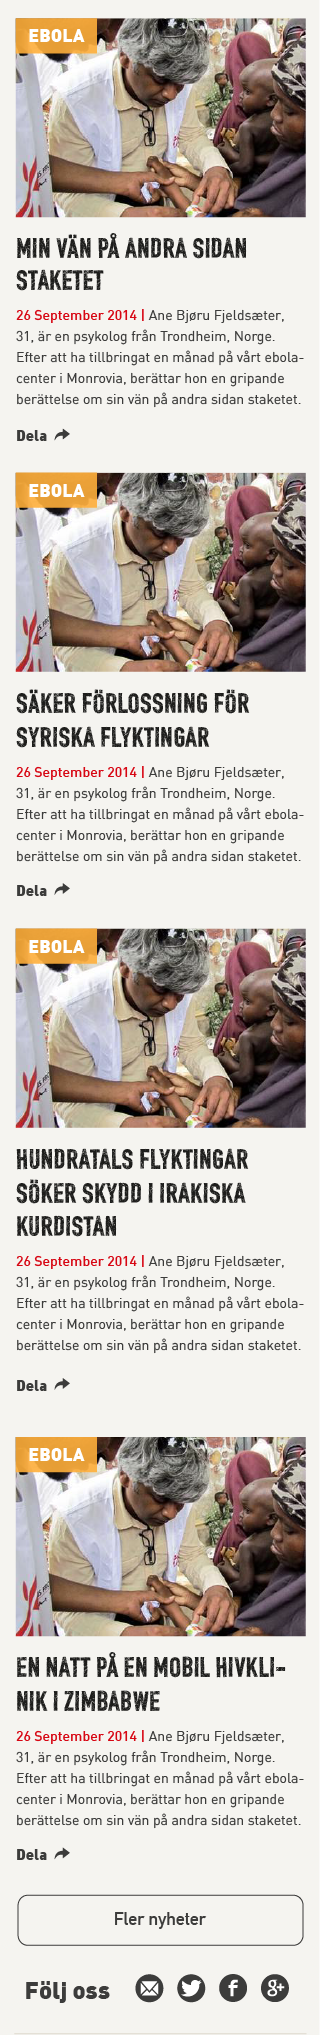 EBOLA
MIN VÄN PÅ ANDRA SIDAN
STAKETET
26 September 2014 | Ane Bjøru Fjeldsæter,
31, är en psykolog från Trondheim, Norge.
Efter att ha tillbringat en månad på vårt ebola-
center i Monrovia, berättar hon en gripande
berättelse om sin vän på andra sidan staketet.
Dela
EBOLA
SÄKER FÖRLOSSNING FÖR
SYRISKA FLYKTINGAR
26 September 2014 | Ane Bjøru Fjeldsæter,
31, är en psykolog från Trondheim, Norge.
Efter att ha tillbringat en månad på vårt ebola-
center i Monrovia, berättar hon en gripande
berättelse om sin vän på andra sidan staketet.
Dela
EBOLA
HUNDRATALS FLYKTINGAR
SÖKER SKYDD I IRAKISKA
KURDISTAN
26 September 2014 | Ane Bjøru Fjeldsæter,
31, är en psykolog från Trondheim, Norge.
Efter att ha tillbringat en månad på vårt ebola-
center i Monrovia, berättar hon en gripande
berättelse om sin vän på andra sidan staketet.
Dela
EBOLA
EN NATT PÅ EN MOBIL HIVKLI-
NIK I ZIMBABWE
26 September 2014 | Ane Bjøru Fjeldsæter,
31, är en psykolog från Trondheim, Norge.
Efter att ha tillbringat en månad på vårt ebola-
center i Monrovia, berättar hon en gripande
berättelse om sin vän på andra sidan staketet.
Dela
Fler nyheter
Följ oss